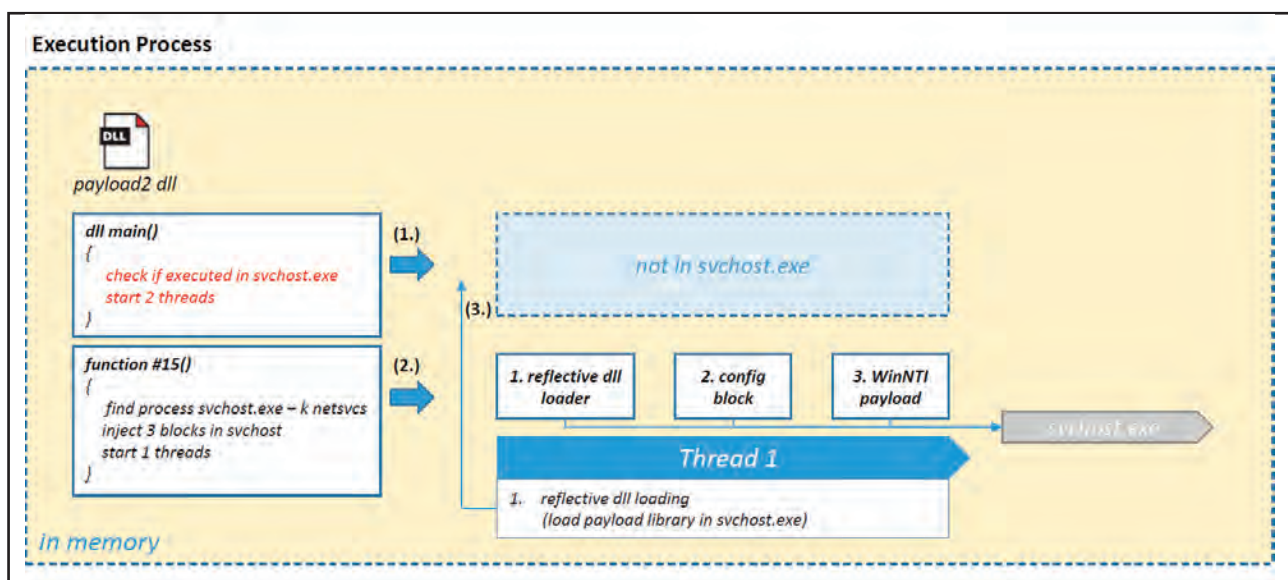 Execution Process
DLL
payload2 dll
dll main()
{
check if executed in svchost.exe
start 2 threads
}
(1.)
not in svchost.exe
(3.)
function #15()
{
find process svchost.exe – k netsvcs
inject 3 blocks in svchost
start 1 threads
}
(2.)
1. reflective dll
loader
2. config
block
3. WinNTI
payload
svchost.exe
Thread 1
1. reflective dll loading
(load payload library in svchost.exe)
in memory